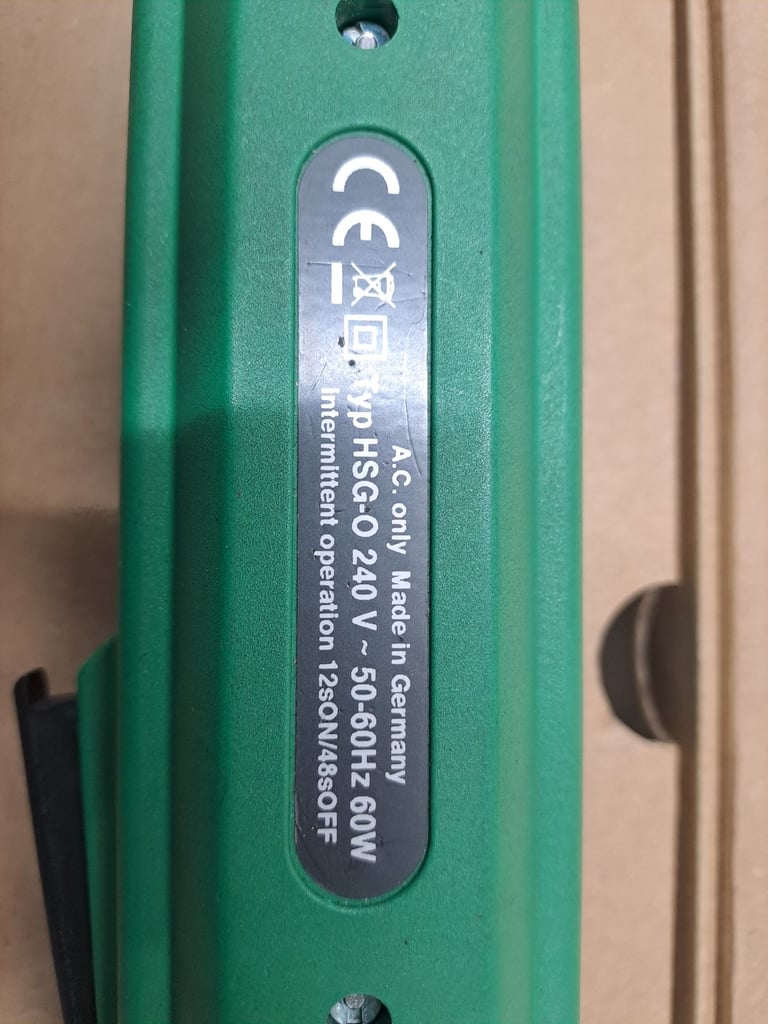 A.C. only Made in Germany
CE Typ HSG-O 240 V ~ 50-60Hz 60W
Intermittent operation 12sON/48sOFF